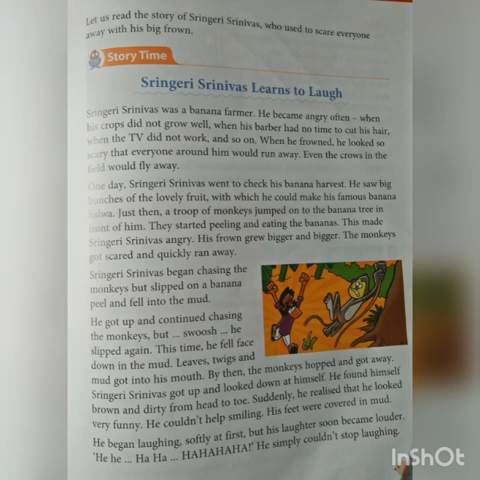 Let us read the story of Sringeri Srinivas, who used to scare everyone
away with his big frown.
Story Time
Sringeri Srinivas Learns to Laugh
Sringeri Srinivas was a banana farmer. He became angry often – when
his crops did not grow well, when his barber had no time to cut his hair,
when the TV did not work, and so on. When he frowned, he looked so
scary that everyone around him would run away. Even the crows in the
field would fly away.
One day, Sringeri Srinivas went to check his banana harvest. He saw big
bunches of the lovely fruit, with which he could make his famous banana
halwa. Just then, a troop of monkeys jumped on to the banana tree in
front of him. They started peeling and eating the bananas. This made
Sringeri Srinivas angry. His frown grew bigger and bigger. The monkeys
got scared and quickly ran away.
Sringeri Srinivas began chasing the
monkeys but slipped on a banana
peel and fell into the mud.
He got up and continued chasing
the monkeys, but ... swoosh ... he
slipped again. This time, he fell face
down in the mud. Leaves, twigs and
mud got into his mouth. By then, the monkeys hopped and got away.
Sringeri Srinivas got up and looked down at himself. He found himself
brown and dirty from head to toe. Suddenly, he realised that he looked
very funny. He couldn't help smiling. His feet were covered in mud.
He began laughing, softly at first, but his laughter soon became louder.
'He he ... Ha Ha ... HAHAHAHA!' He simply couldn't stop laughing.
InShOt